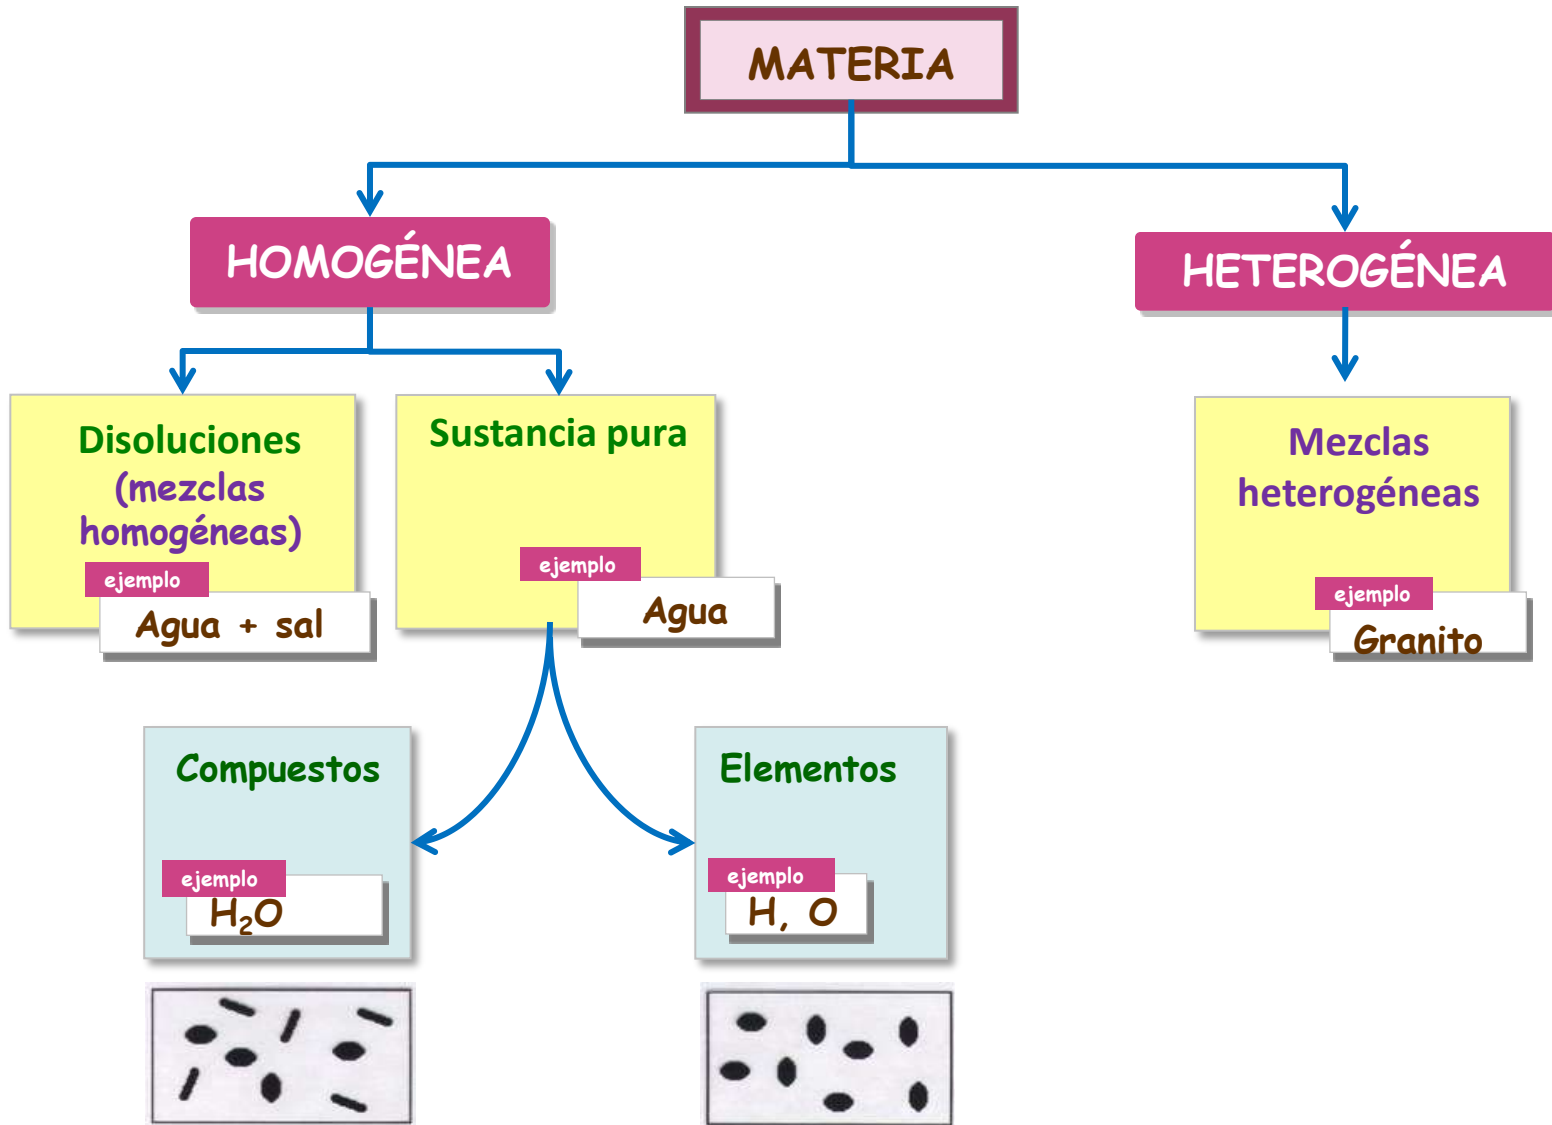 MATERIA
HOMOGÉNEA
HETEROGÉNEA
Disoluciones
(mezclas
homogéneas)
ejemplo
Agua + sal
Sustancia pura
ejemplo
Agua
Mezclas
heterogéneas
ejemplo
Granito
Compuestos
ejemplo
H₂O
Elementos
ejemplo
H, O